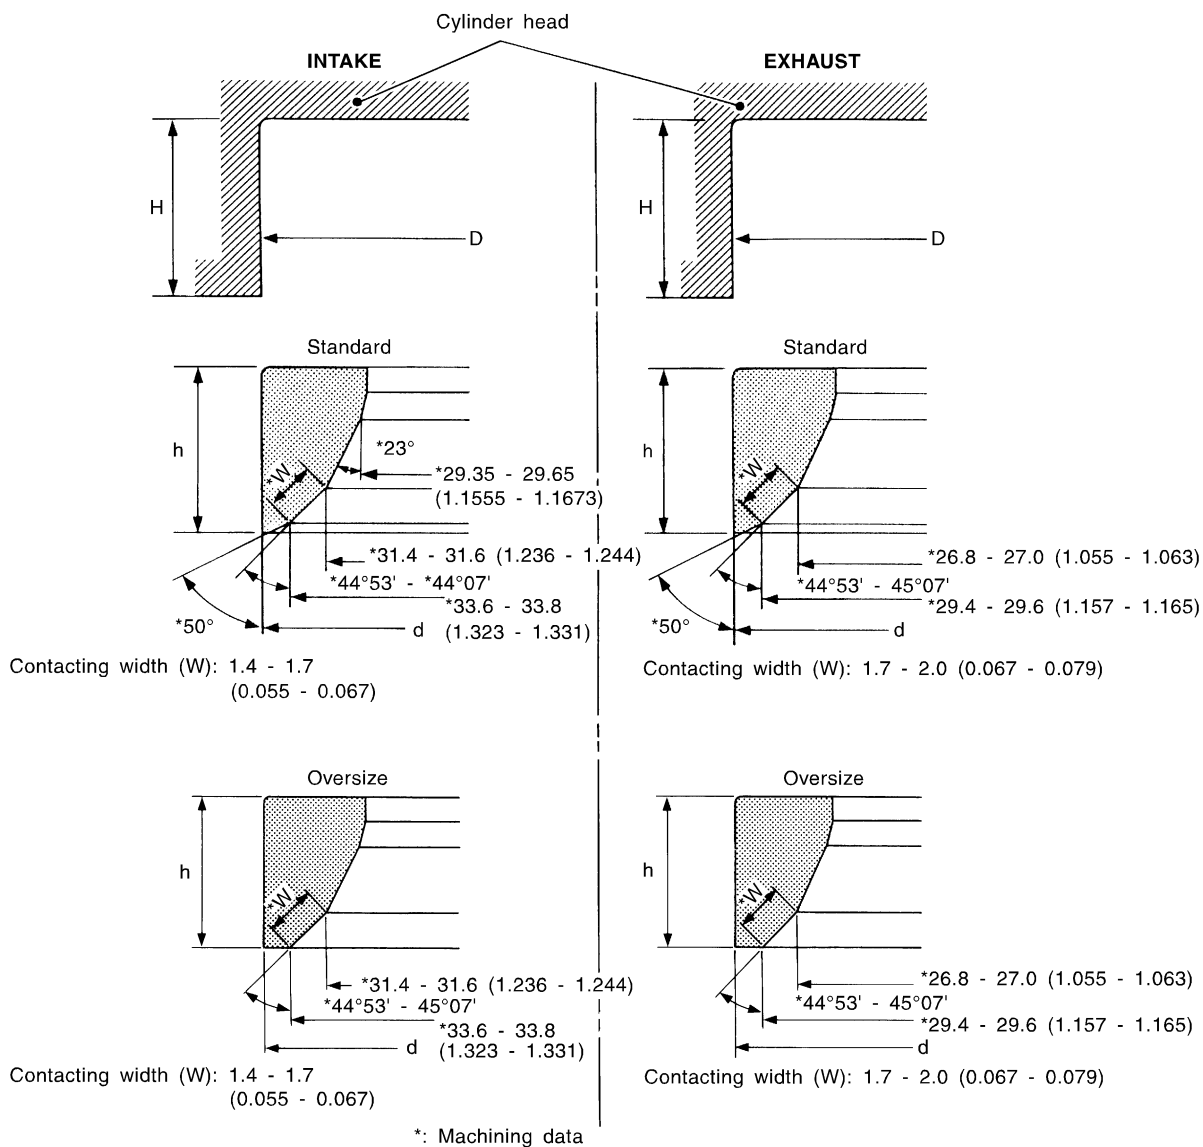 Cylinder head
INTAKE
H
D
Standard
h
*W
*23°
*29.35 - 29.65
(1.1555 - 1.1673)
*31.4 - 31.6 (1.236 - 1.244)
*44°53' - *44°07'
*33.6 - 33.8
(1.323 - 1.331)
*50°
d
Contacting width (W): 1.4 - 1.7
(0.055 - 0.067)
Oversize
h
*W
*31.4 - 31.6 (1.236 - 1.244)
*44°53' - 45°07'
*33.6 - 33.8
(1.323 - 1.331)
d
Contacting width (W): 1.4 - 1.7
(0.055 - 0.067)
EXHAUST
H
D
Standard
h
*W
*26.8 - 27.0 (1.055 - 1.063)
*44°53' - 45°07'
*29.4 - 29.6 (1.157 - 1.165)
*50°
d
Contacting width (W): 1.7 - 2.0 (0.067 - 0.079)
Oversize
h
*W
*26.8 - 27.0 (1.055 - 1.063)
*44°53' - 45°07'
*29.4 - 29.6 (1.157 - 1.165)
d
Contacting width (W): 1.7 - 2.0 (0.067 - 0.079)
*: Machining data